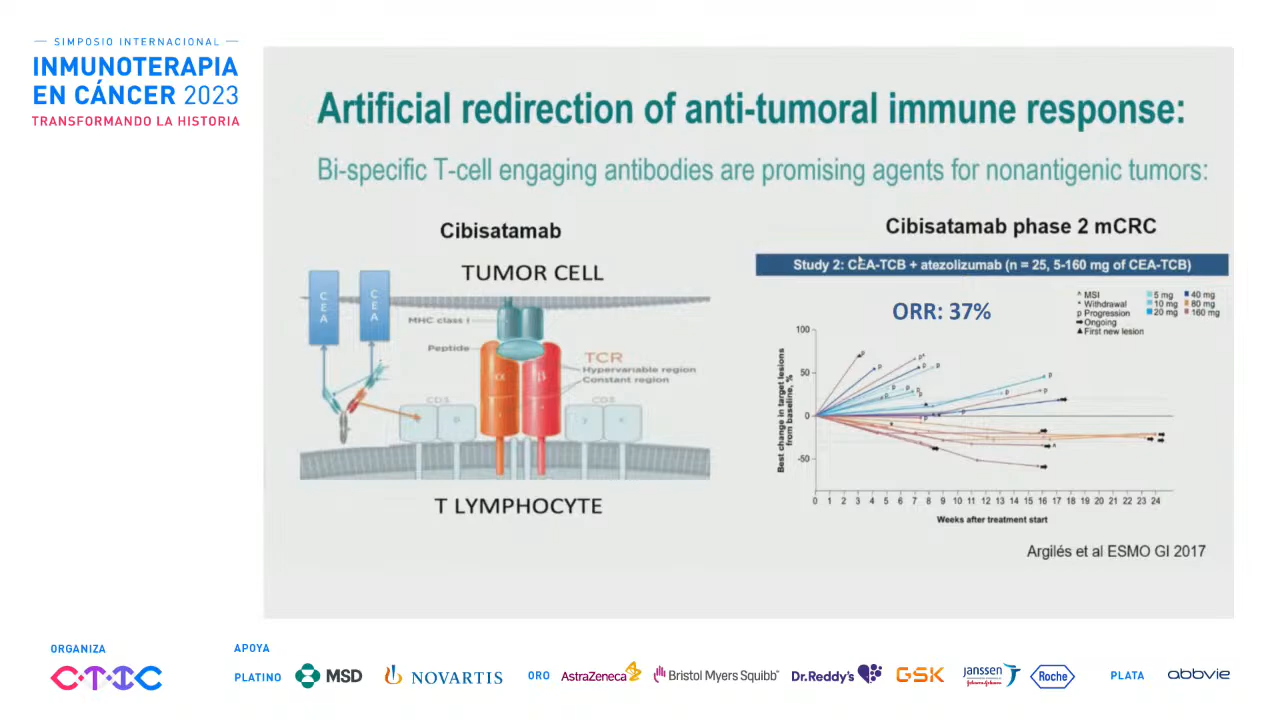 SIMPOSIO INTERNACIONAL
INMUNOTERAPIA
EN CÁNCER 2023
TRANSFORMANDO LA HISTORIA
Artificial redirection of anti-tumoral immune response:
Bi-specific T-cell engaging antibodies are promising agents for nonantigenic tumors:
Cibisatamab
TUMOR CELL
CEA
CEA
MHC class I
Peptide
TCR
Hypervariable region
Constant region
α
β
CD3
CD3
T LYMPHOCYTE
Cibisatamab phase 2 mCRC
Study 2: CEA-TCB + atezolizumab (n = 25, 5-160 mg of CEA-TCB)
ORR: 37%
^ MSI
* Withdrawal
p Progression
Ongoing
▲ First new lesion
5 mg
10 mg
20 mg
40 mg
80 mg
160 mg
Best change in target lesions
from baseline, %
100
50
0
-50
0 1 2 3 4 5 6 7 8 9 10 11 12 13 14 15 16 17 18 19 20 21 22 23 24
Weeks after treatment start
Argilés et al ESMO GI 2017
ORGANIZA
CTIC
APOYA
PLATINO
MSD
NOVARTIS
ORO
AstraZeneca
Bristol Myers Squibb
Dr.Reddy's
GSK
Janssen
Johnson & Johnson
Roche
PLATA
abbvie